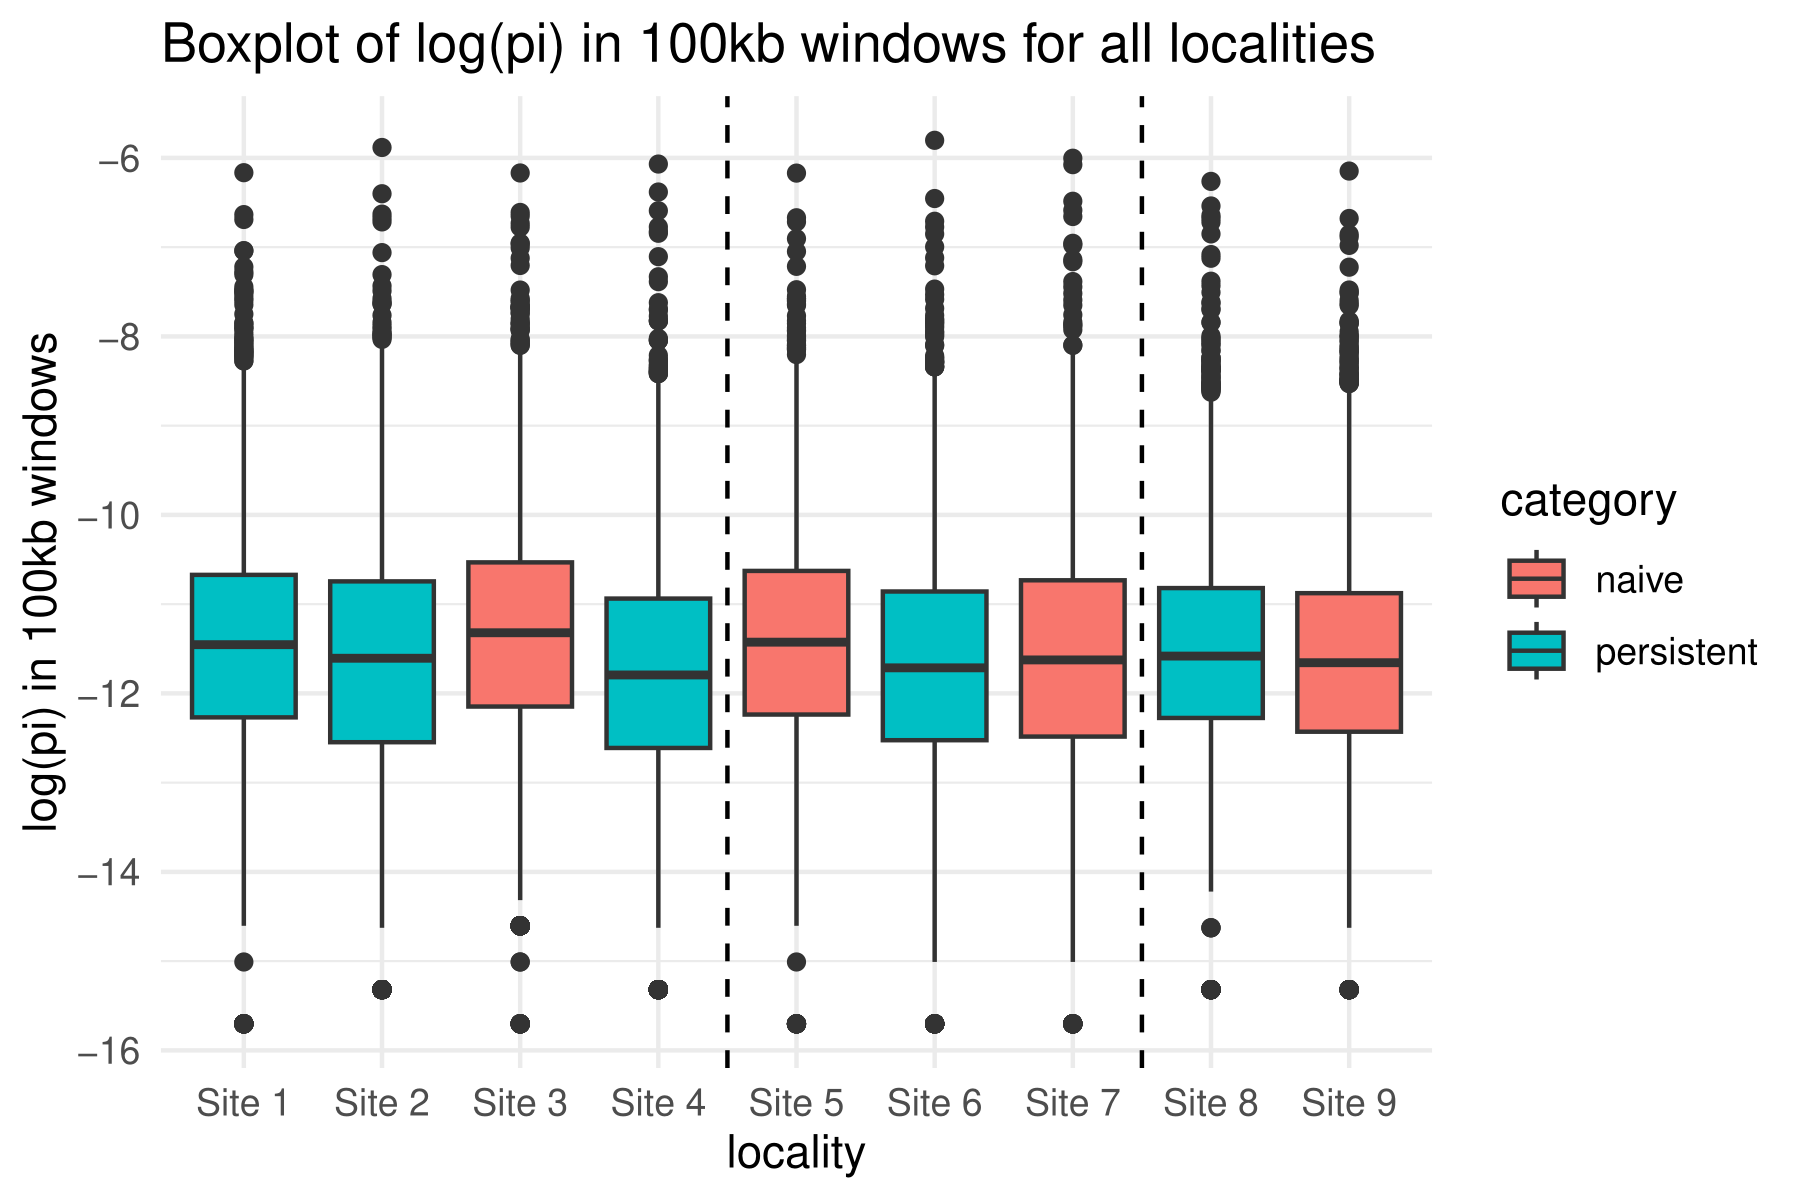 Boxplot of log(pi) in 100kb windows for all localities
log(pi) in 100kb windows
−6
−8
−10
−12
−14
−16
Site 1 Site 2 Site 3 Site 4 Site 5 Site 6 Site 7 Site 8 Site 9
locality
category
naive
persistent